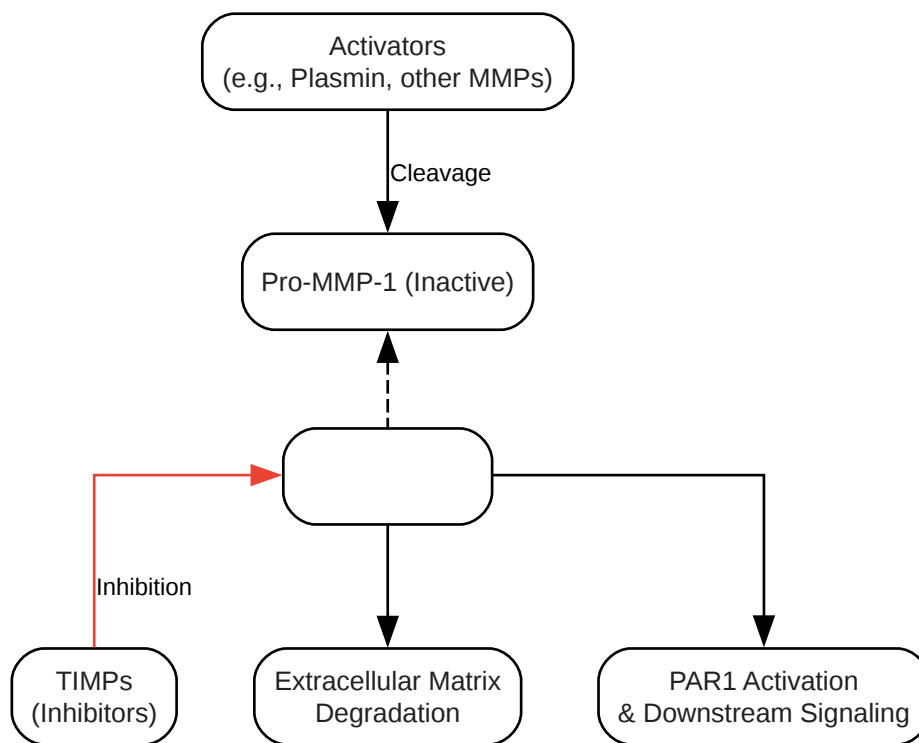 Activators
(e.g., Plasmin, other MMPs)
Cleavage
Pro-MMP-1 (Inactive)
Inhibition
TIMPs
(Inhibitors)
Extracellular Matrix
Degradation
PAR1 Activation
& Downstream Signaling